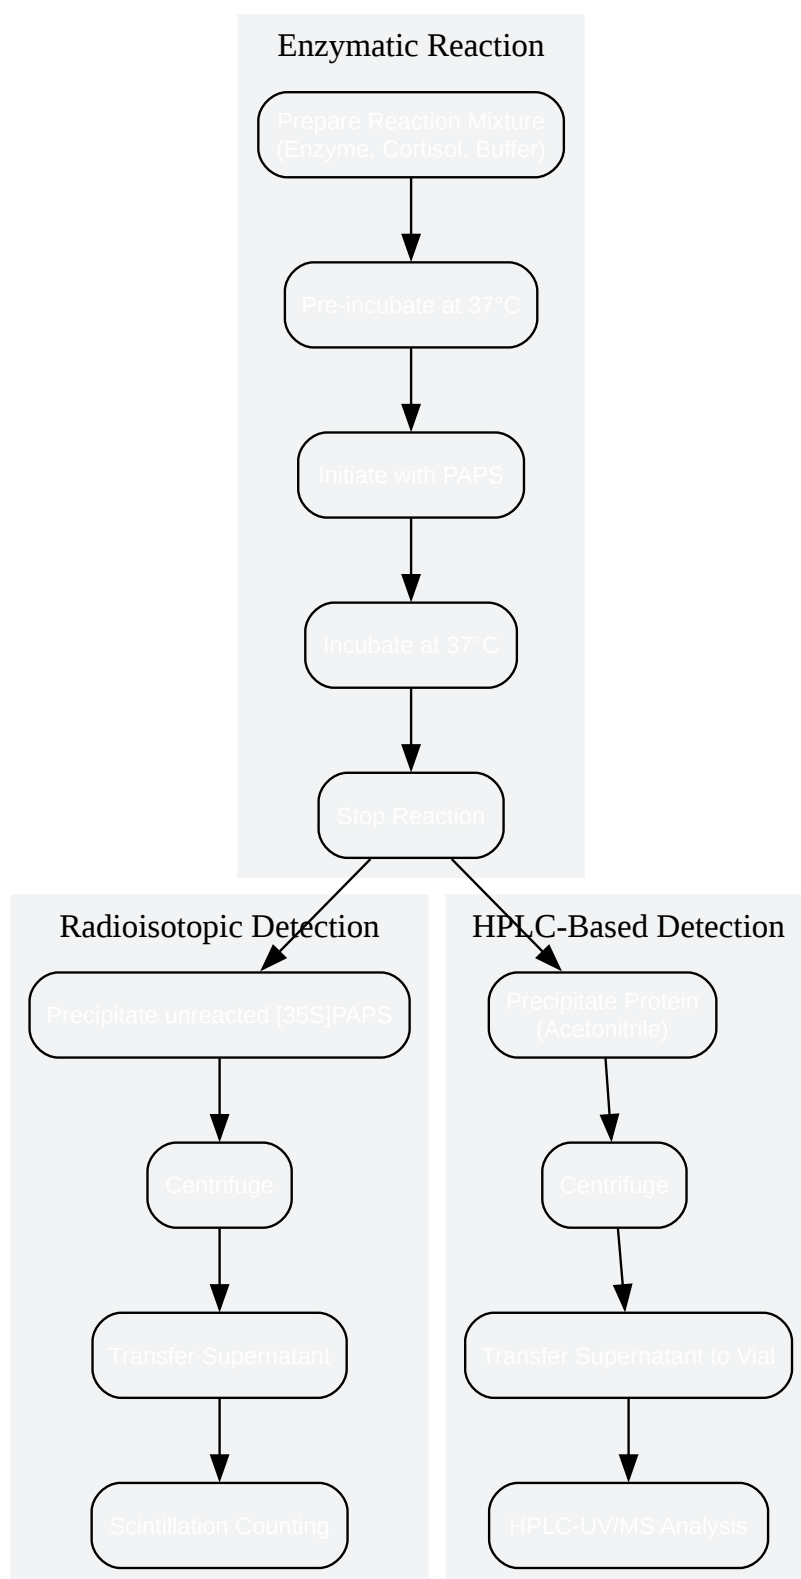 Enzymatic Reaction
Prepare Reaction Mixture
(Enzyme, Cortisol, Buffer)
Pre-incubate at 37°C
Initiate with PAPS
Incubate at 37°C
Stop Reaction
Radioisotopic Detection
Precipitate unreacted [35S]PAPS
Centrifuge
Transfer Supernatant
Scintillation Counting
HPLC-Based Detection
Precipitate Protein
(Acetonitrile)
Centrifuge
Transfer Supernatant to Vial
HPLC-UV/MS Analysis